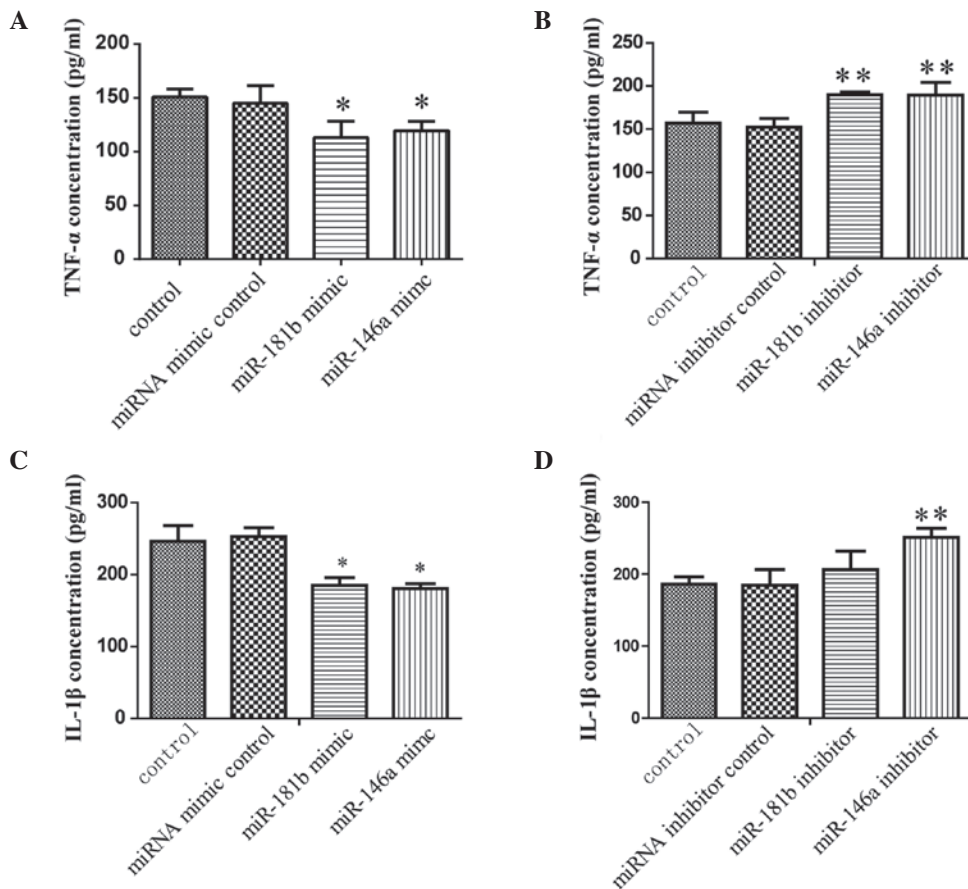 A
TNF-α concentration (pg/ml)
200
150
100
50
0
* *
control
miRNA mimic control
miR-181b mimic
miR-146a mimc
B
TNF-α concentration (pg/ml)
250
200
150
100
50
0
** **
control
miRNA inhibitor control
miR-181b inhibitor
miR-146a inhibitor
C
IL-1β concentration (pg/ml)
300
200
100
0
* *
control
miRNA mimic control
miR-181b mimic
miR-146a mimc
D
IL-1β concentration (pg/ml)
300
200
100
0
**
control
miRNA inhibitor control
miR-181b inhibitor
miR-146a inhibitor